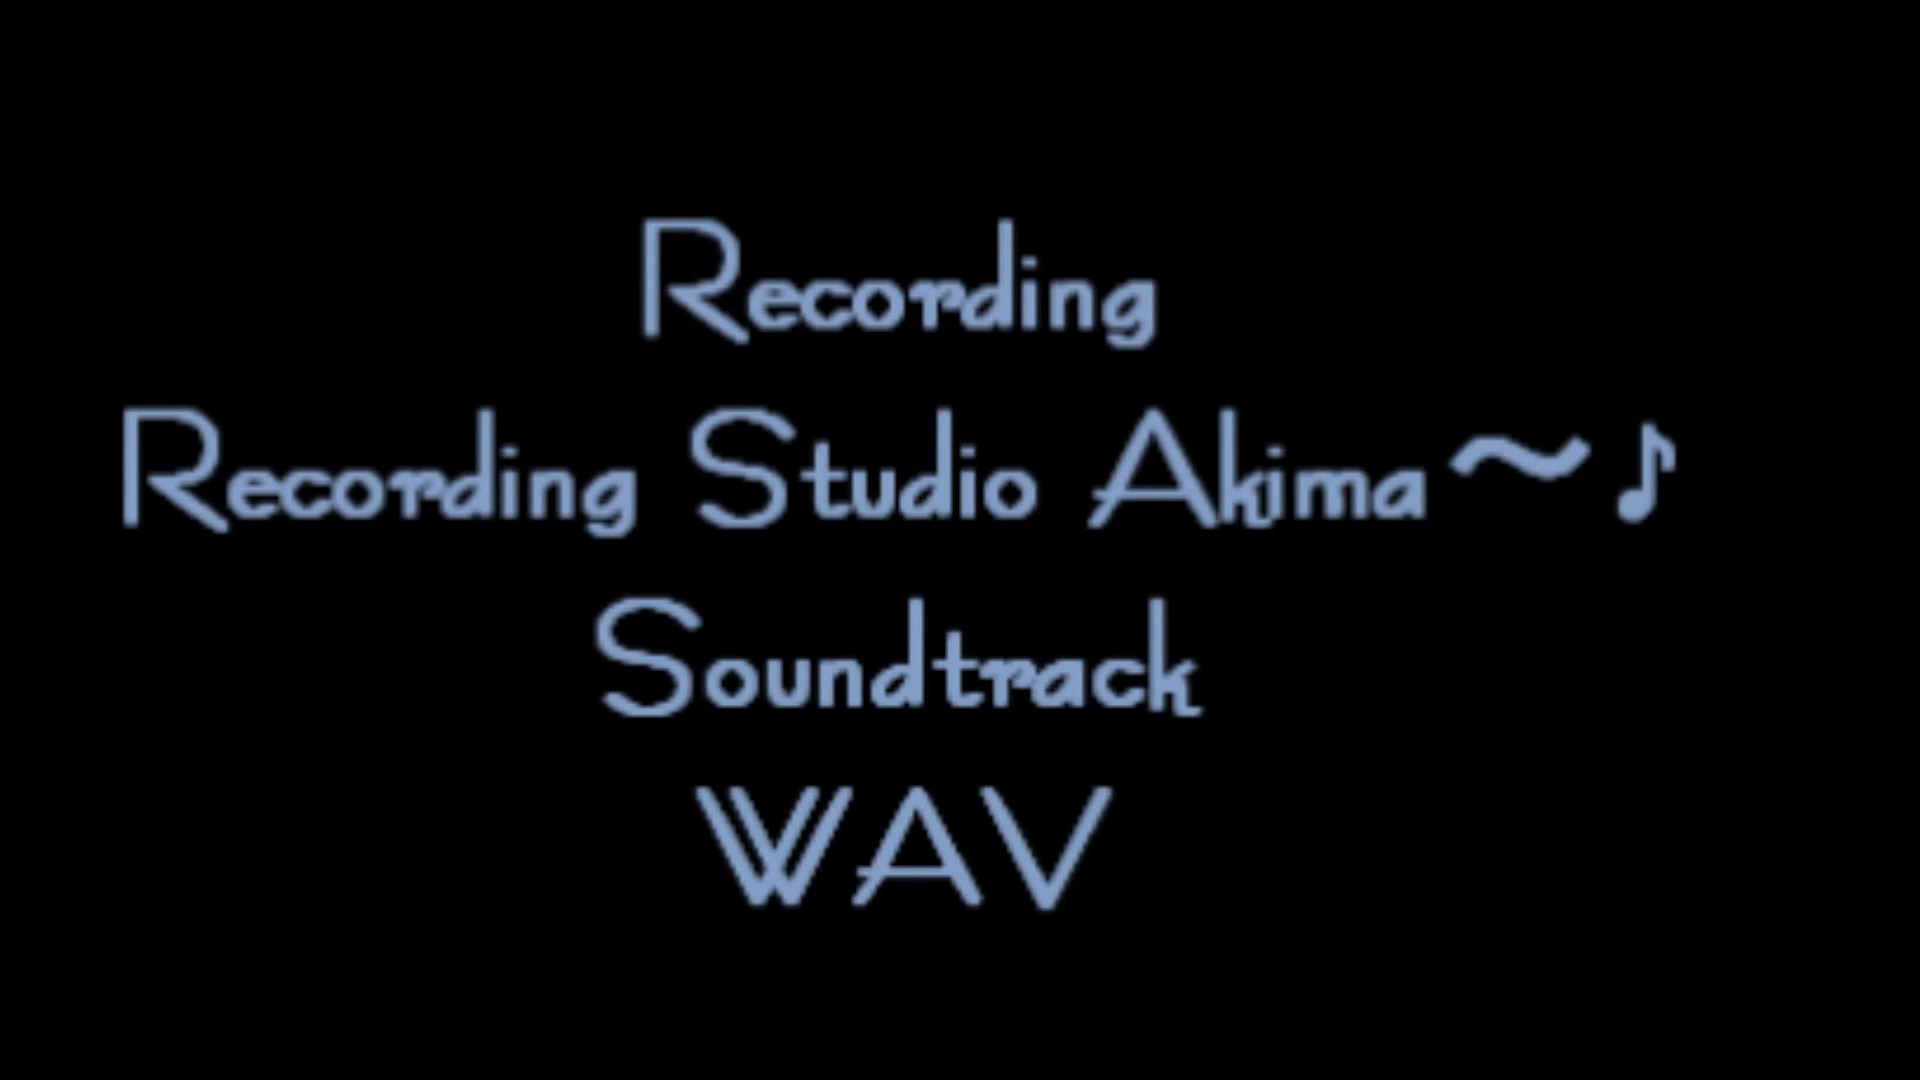 Recording
Recording Studio Akima～♪
Soundtrack
WAV